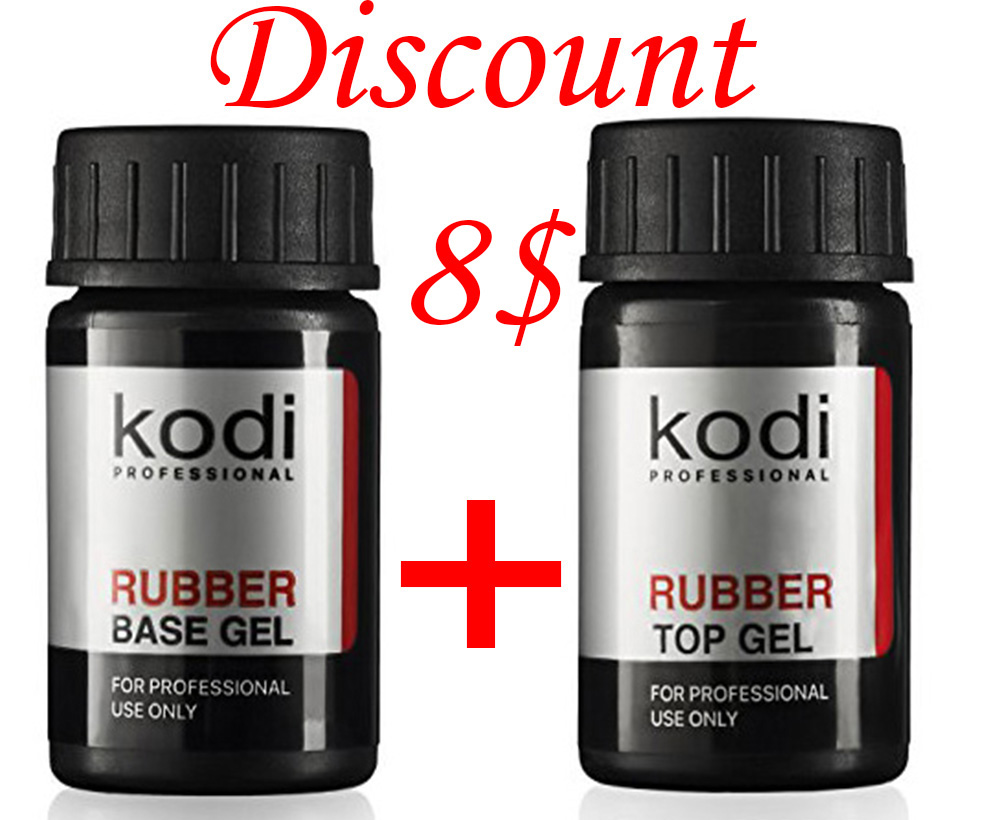 Discount
8$
kodi
PROFESSIONAL
RUBBER
BASE GEL
FOR PROFESSIONAL
USE ONLY
+
kodi
PROFESSIONAL
RUBBER
TOP GEL
FOR PROFESSIONAL
USE ONLY